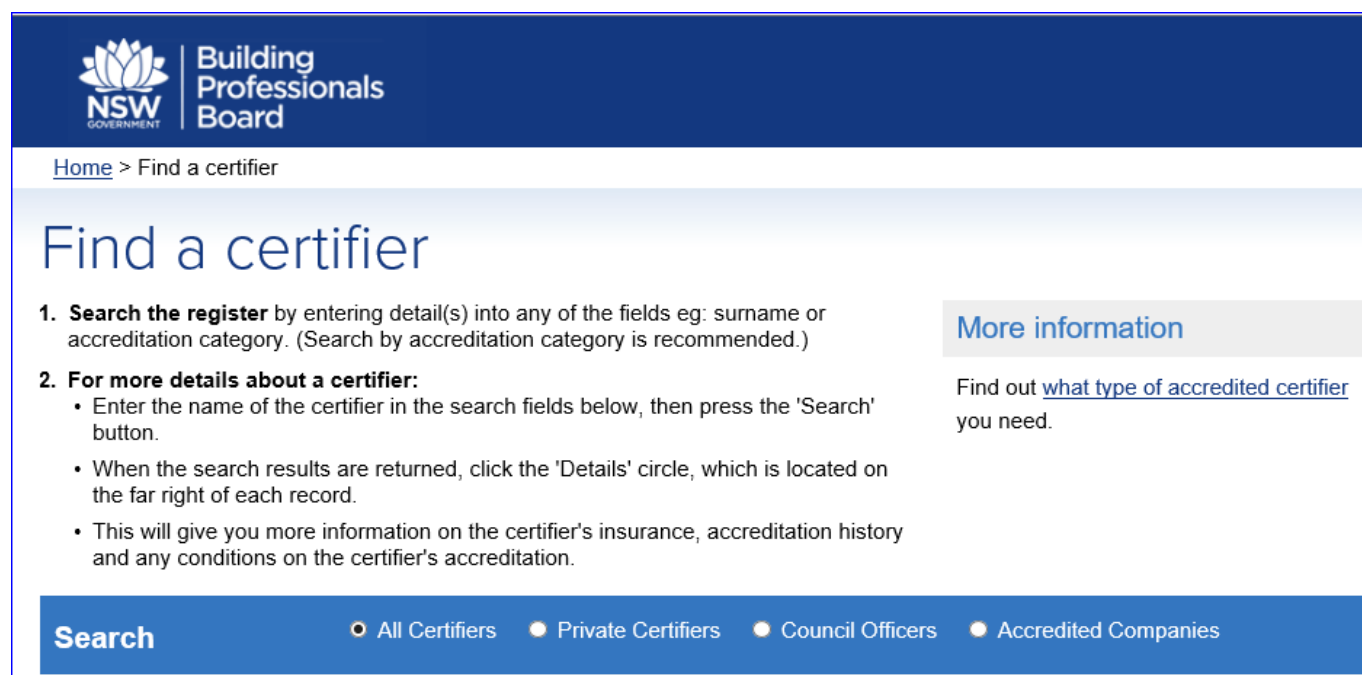 NSW
GOVERNMENT
Building
Professionals
Board
Home > Find a certifier
Find a certifier
1. Search the register by entering detail(s) into any of the fields eg: surname or
accreditation category. (Search by accreditation category is recommended.)
2. For more details about a certifier:
• Enter the name of the certifier in the search fields below, then press the 'Search'
button.
• When the search results are returned, click the 'Details' circle, which is located on
the far right of each record.
• This will give you more information on the certifier's insurance, accreditation history
and any conditions on the certifier's accreditation.
More information
Find out what type of accredited certifier
you need.
Search All Certifiers Private Certifiers Council Officers Accredited Companies